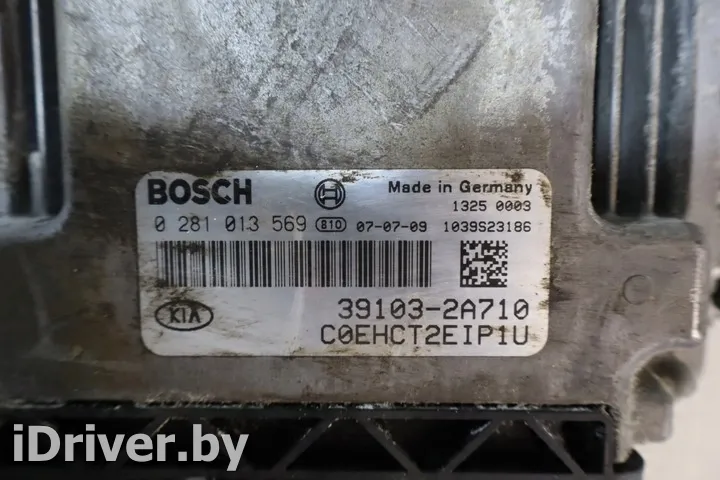 BOSCH
Made in Germany
1325 0003
0 281 013 569 B10 07-07-09 1039S23186
39103-2A710
KIA
C0EHCT2EIP1U
iDriver.by